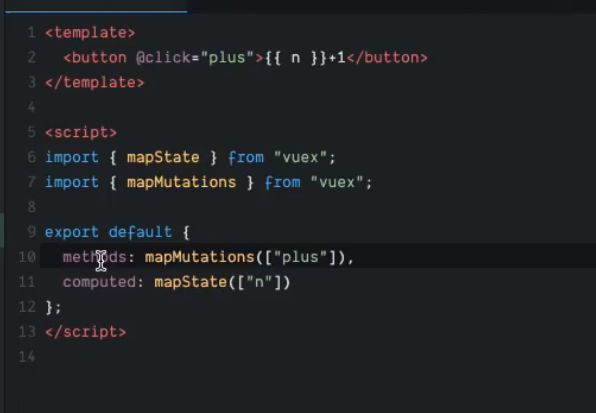 1 <template>
2   <button @click="plus">{{ n }}+1</button>
3 </template>
4
5 <script>
6 import { mapState } from "vuex";
7 import { mapMutations } from "vuex";
8
9 export default {
10   methods: mapMutations(["plus"]),
11   computed: mapState(["n"])
12 };
13 </script>
14